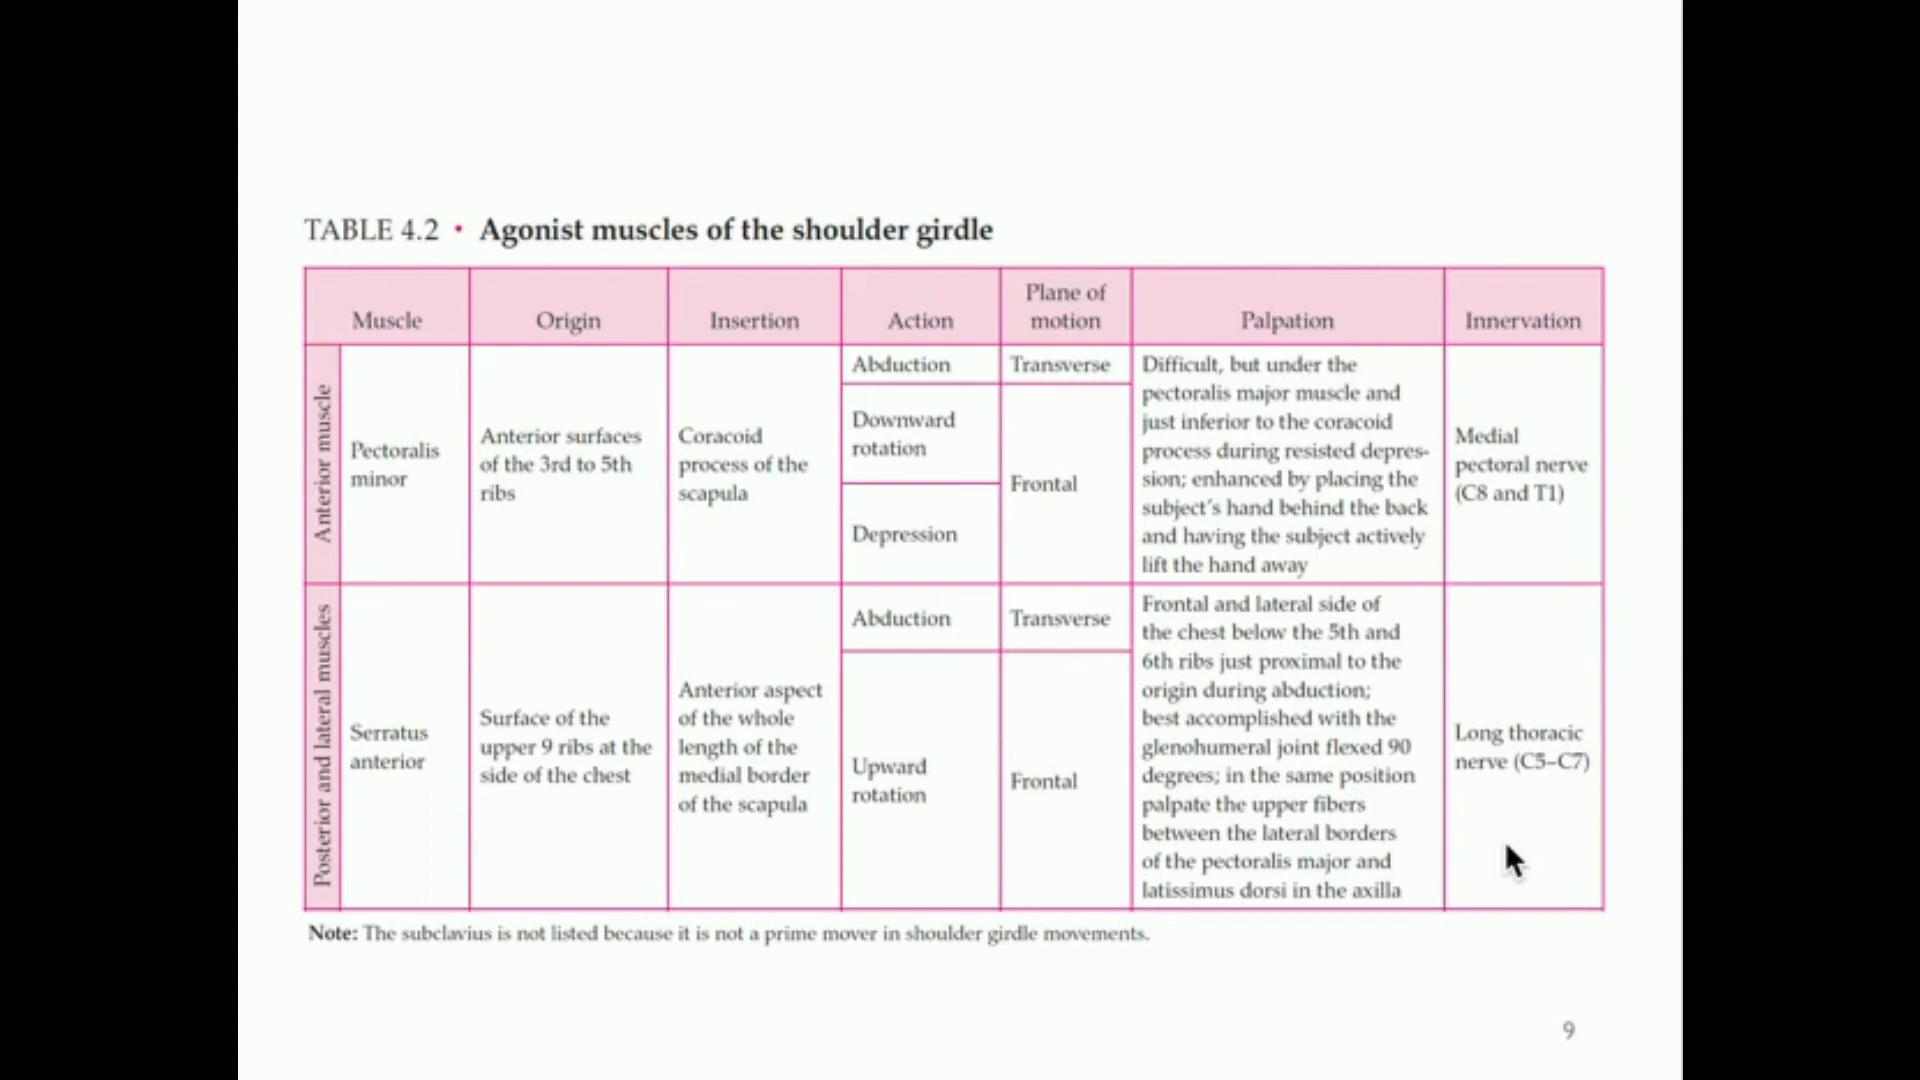 TABLE 4.2 • Agonist muscles of the shoulder girdle
Muscle
Origin
Insertion
Action
Plane of
motion
Palpation
Innervation
Anterior muscle
Pectoralis
minor
Anterior surfaces
of the 3rd to 5th
ribs
Coracoid
process of the
scapula
Abduction
Transverse
Downward
rotation
Depression
Frontal
Difficult, but under the
pectoralis major muscle and
just inferior to the coracoid
process during resisted depres-
sion; enhanced by placing the
subject's hand behind the back
and having the subject actively
lift the hand away
Medial
pectoral nerve
(C8 and T1)
Posterior and lateral muscles
Serratus
anterior
Surface of the
upper 9 ribs at the
side of the chest
Anterior aspect
of the whole
length of the
medial border
of the scapula
Abduction
Transverse
Upward
rotation
Frontal
Frontal and lateral side of
the chest below the 5th and
6th ribs just proximal to the
origin during abduction;
best accomplished with the
glenohumeral joint flexed 90
degrees; in the same position
palpate the upper fibers
between the lateral borders
of the pectoralis major and
latissimus dorsi in the axilla
Long thoracic
nerve (C5–C7)
Note: The subclavius is not listed because it is not a prime mover in shoulder girdle movements.
9